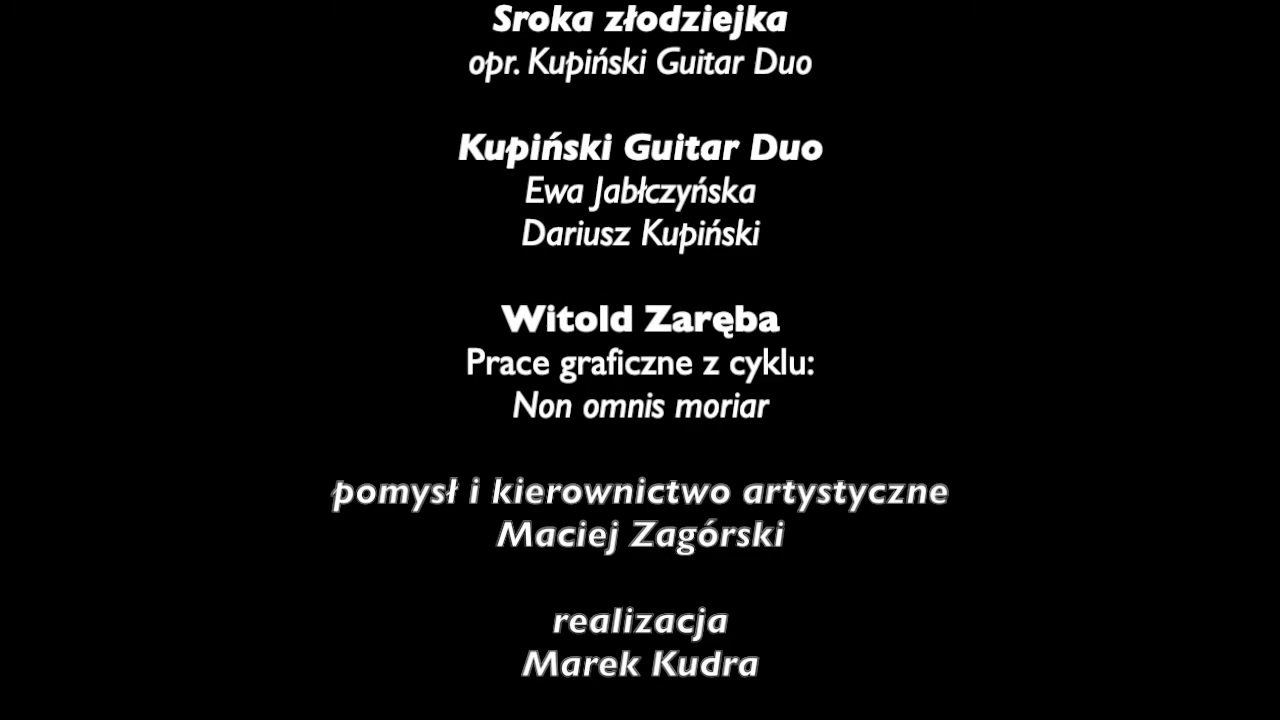 Sroka złodziejka
opr. Kupiński Guitar Duo
Kupiński Guitar Duo
Ewa Jabłczyńska
Dariusz Kupiński
Witold Zaręba
Prace graficzne z cyklu:
Non omnis moriar
pomysł i kierownictwo artystyczne
Maciej Zagórski
realizacja
Marek Kudra